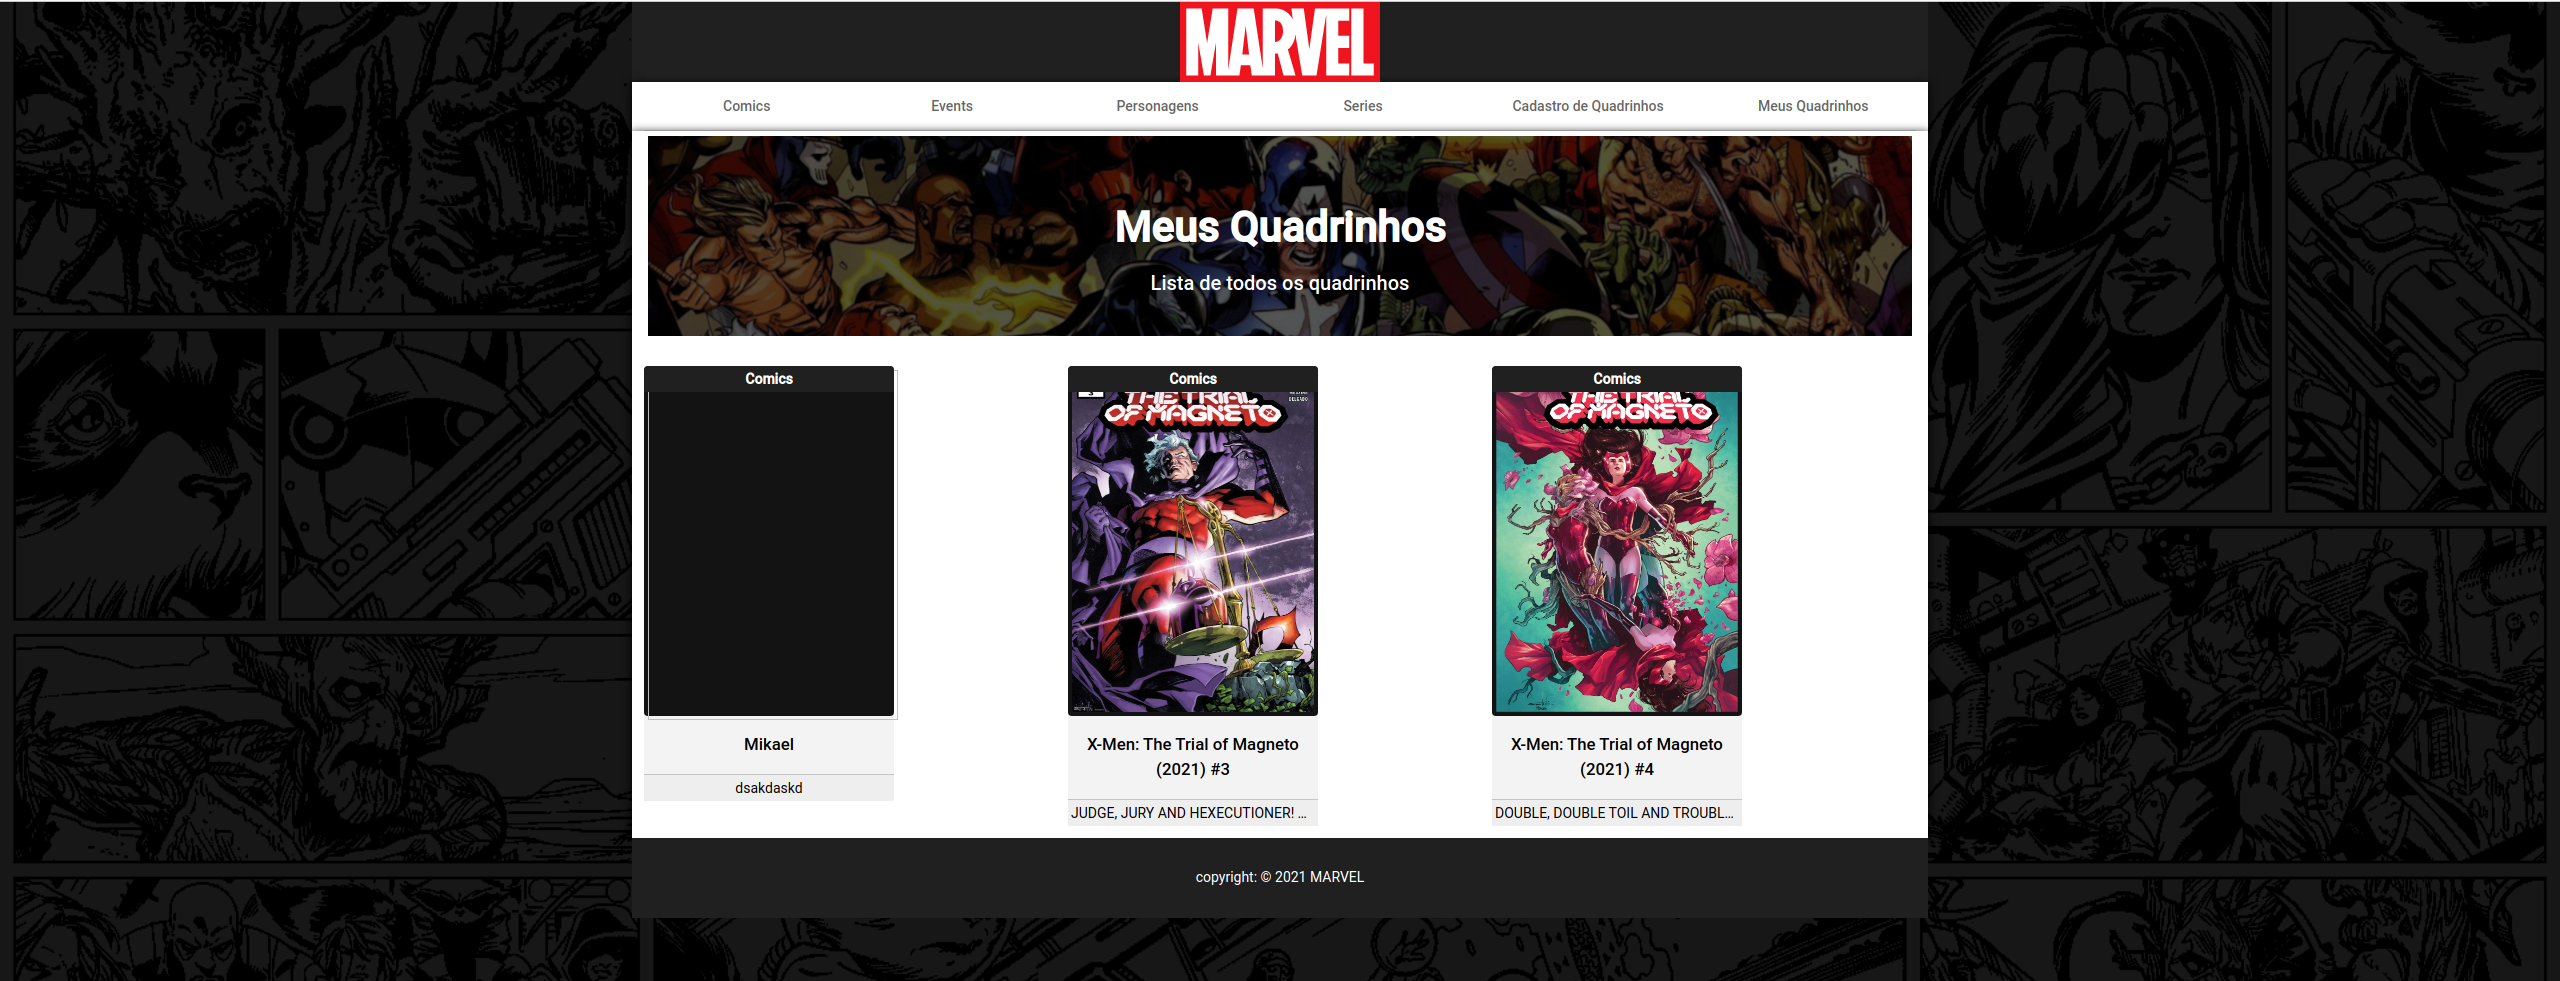 MARVEL
Comics
Events
Personagens
Series
Cadastro de Quadrinhos
Meus Quadrinhos
Meus Quadrinhos
Lista de todos os quadrinhos
Comics
Mikael
dsakdaskd
Comics
3
DELGADO
THE TRIAL
OF MAGNETO
X-Men: The Trial of Magneto
(2021) #3
JUDGE, JURY AND HEXECUTIONER! ...
Comics
THE TRIAL
OF MAGNETO
X-Men: The Trial of Magneto
(2021) #4
DOUBLE, DOUBLE TOIL AND TROUBL...
copyright: © 2021 MARVEL